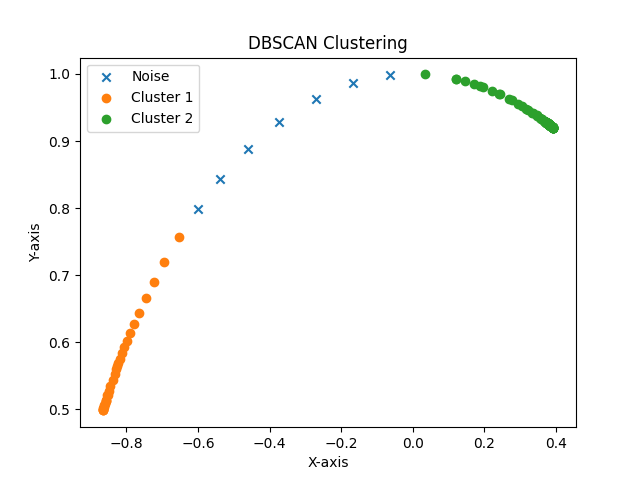 DBSCAN Clustering
Noise
Cluster 1
Cluster 2
1.0
0.9
0.8
0.7
0.6
0.5
Y-axis
−0.8 −0.6 −0.4 −0.2 0.0 0.2 0.4
X-axis